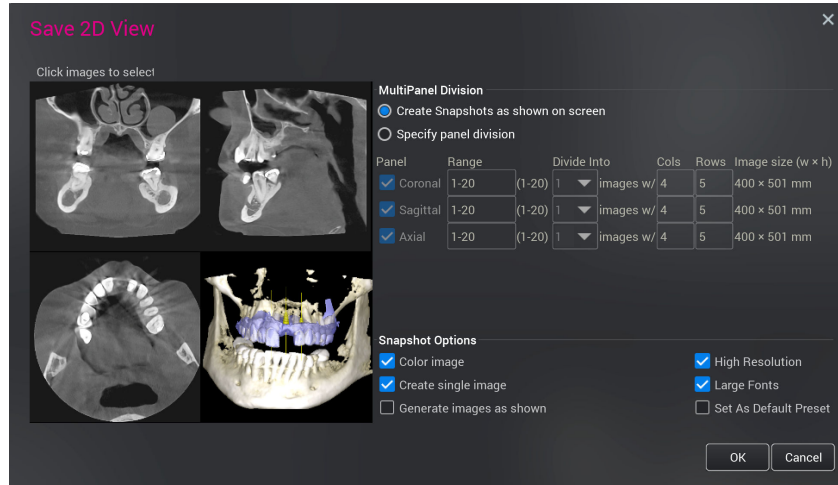 Save 2D View
Click images to select
MultiPanel Division
Create Snapshots as shown on screen
Specify panel division
Panel Range Divide Into Cols Rows Image size (w × h)
Coronal 1-20 (1-20) 1 images w/ 4 5 400 × 501 mm
Sagittal 1-20 (1-20) 1 images w/ 4 5 400 × 501 mm
Axial 1-20 (1-20) 1 images w/ 4 5 400 × 501 mm
Snapshot Options
Color image High Resolution
Create single image Large Fonts
Generate images as shown Set As Default Preset
OK Cancel